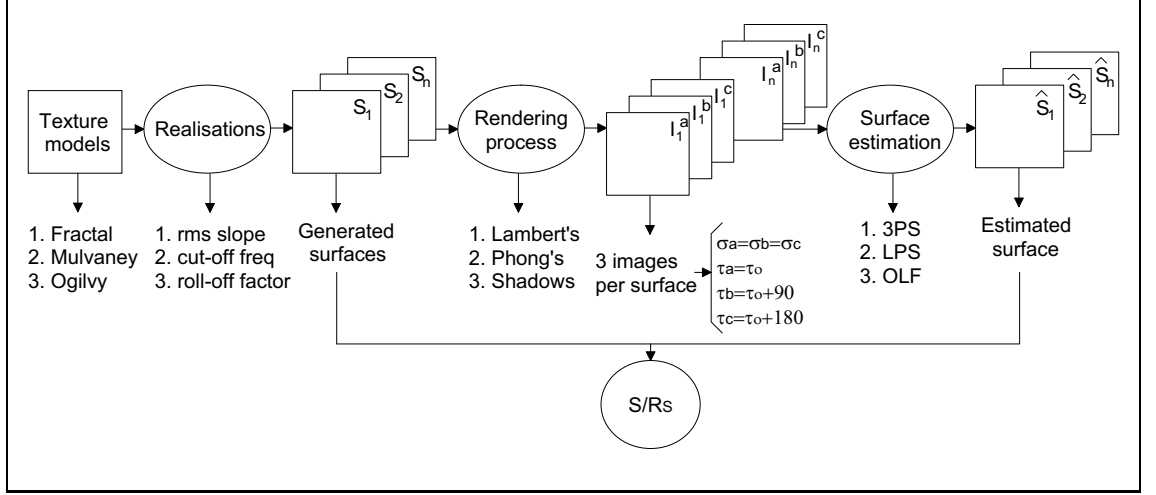 Texture
models
Realisations
S1
S2
Sn
Rendering
process
I1a
I1b
I1c
Ina
Inb
Inc
Surface
estimation
Ŝ1
Ŝ2
Ŝn
1. Fractal
2. Mulvaney
3. Ogilvy
1. rms slope
2. cut-off freq
3. roll-off factor
Generated
surfaces
1. Lambert's
2. Phong's
3. Shadows
3 images
per surface
σa=σb=σc
τa=τo
τb=τo+90
τc=τo+180
1. 3PS
2. LPS
3. OLF
Estimated
surface
S/Rs